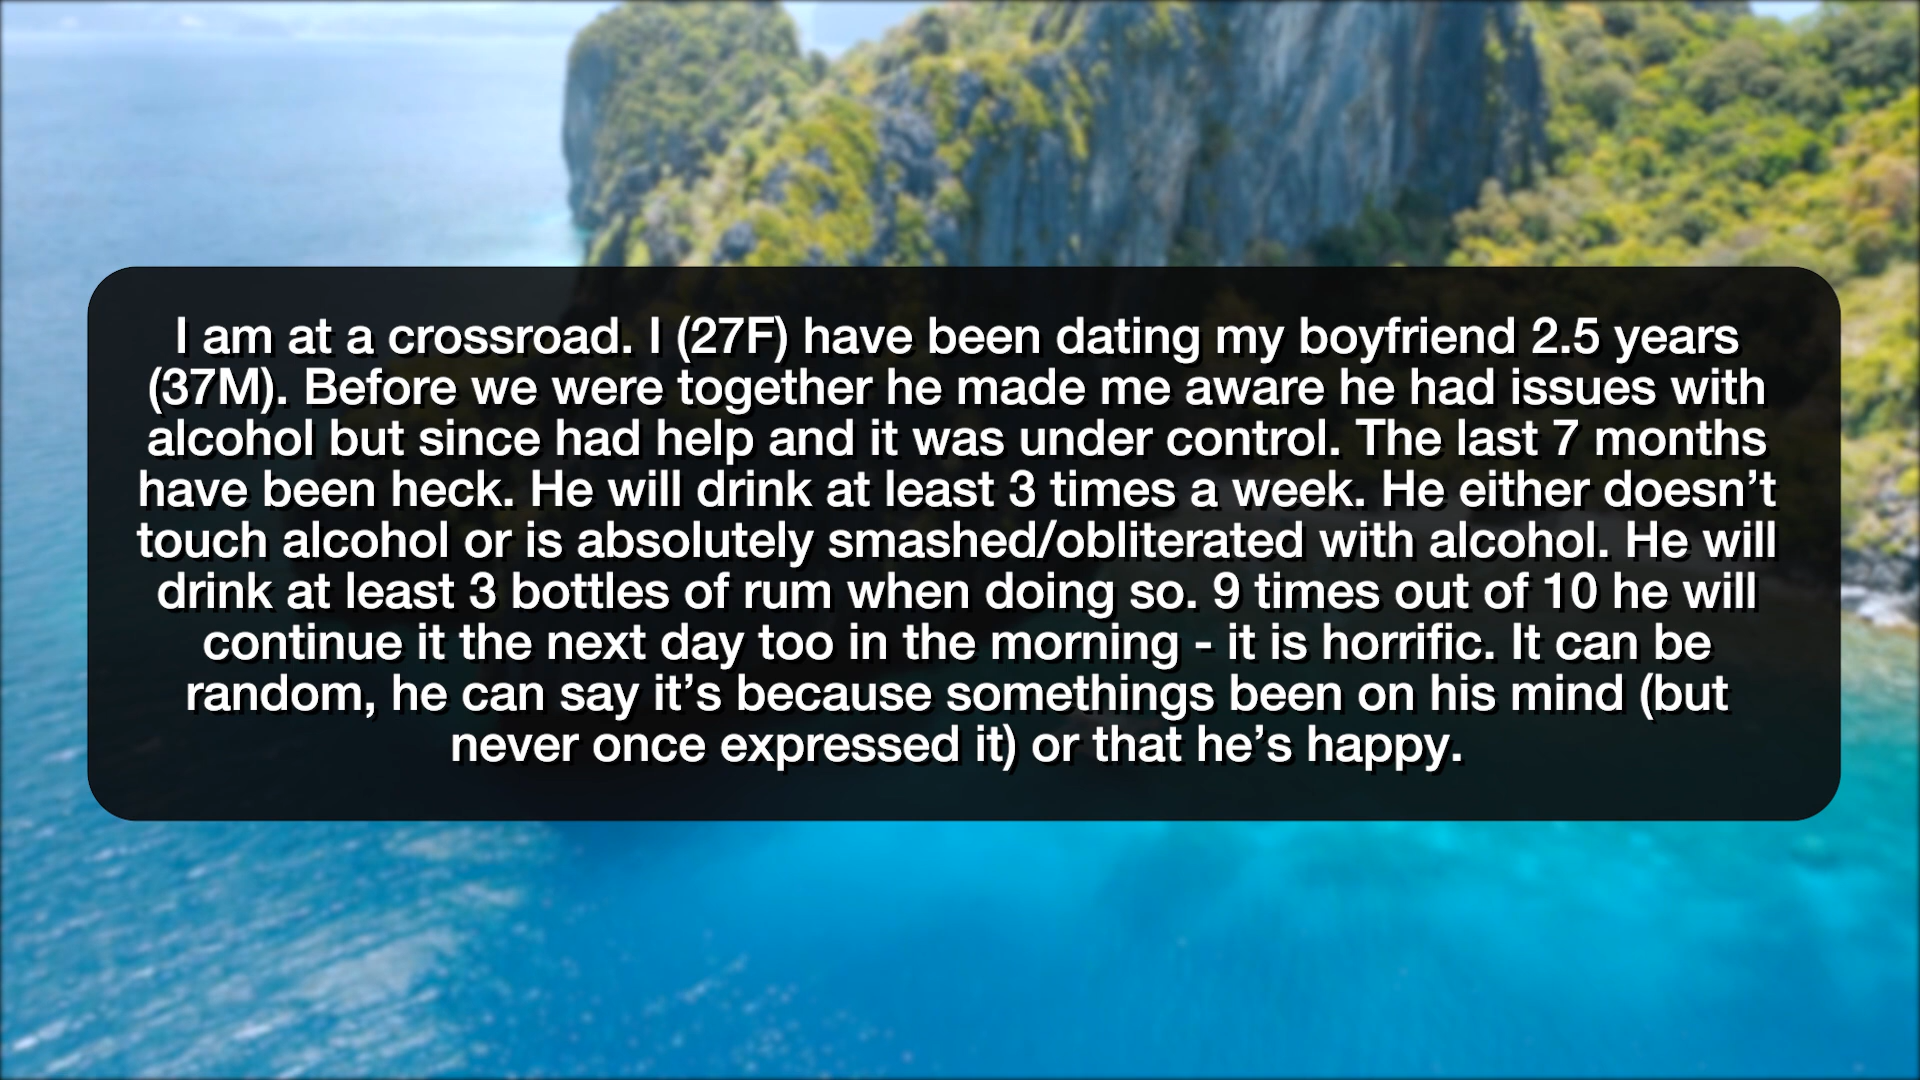 I am at a crossroad. I (27F) have been dating my boyfriend 2.5 years
(37M). Before we were together he made me aware he had issues with
alcohol but since had help and it was under control. The last 7 months
have been heck. He will drink at least 3 times a week. He either doesn’t
touch alcohol or is absolutely smashed/obliterated with alcohol. He will
drink at least 3 bottles of rum when doing so. 9 times out of 10 he will
continue it the next day too in the morning - it is horrific. It can be
random, he can say it’s because somethings been on his mind (but
never once expressed it) or that he’s happy.